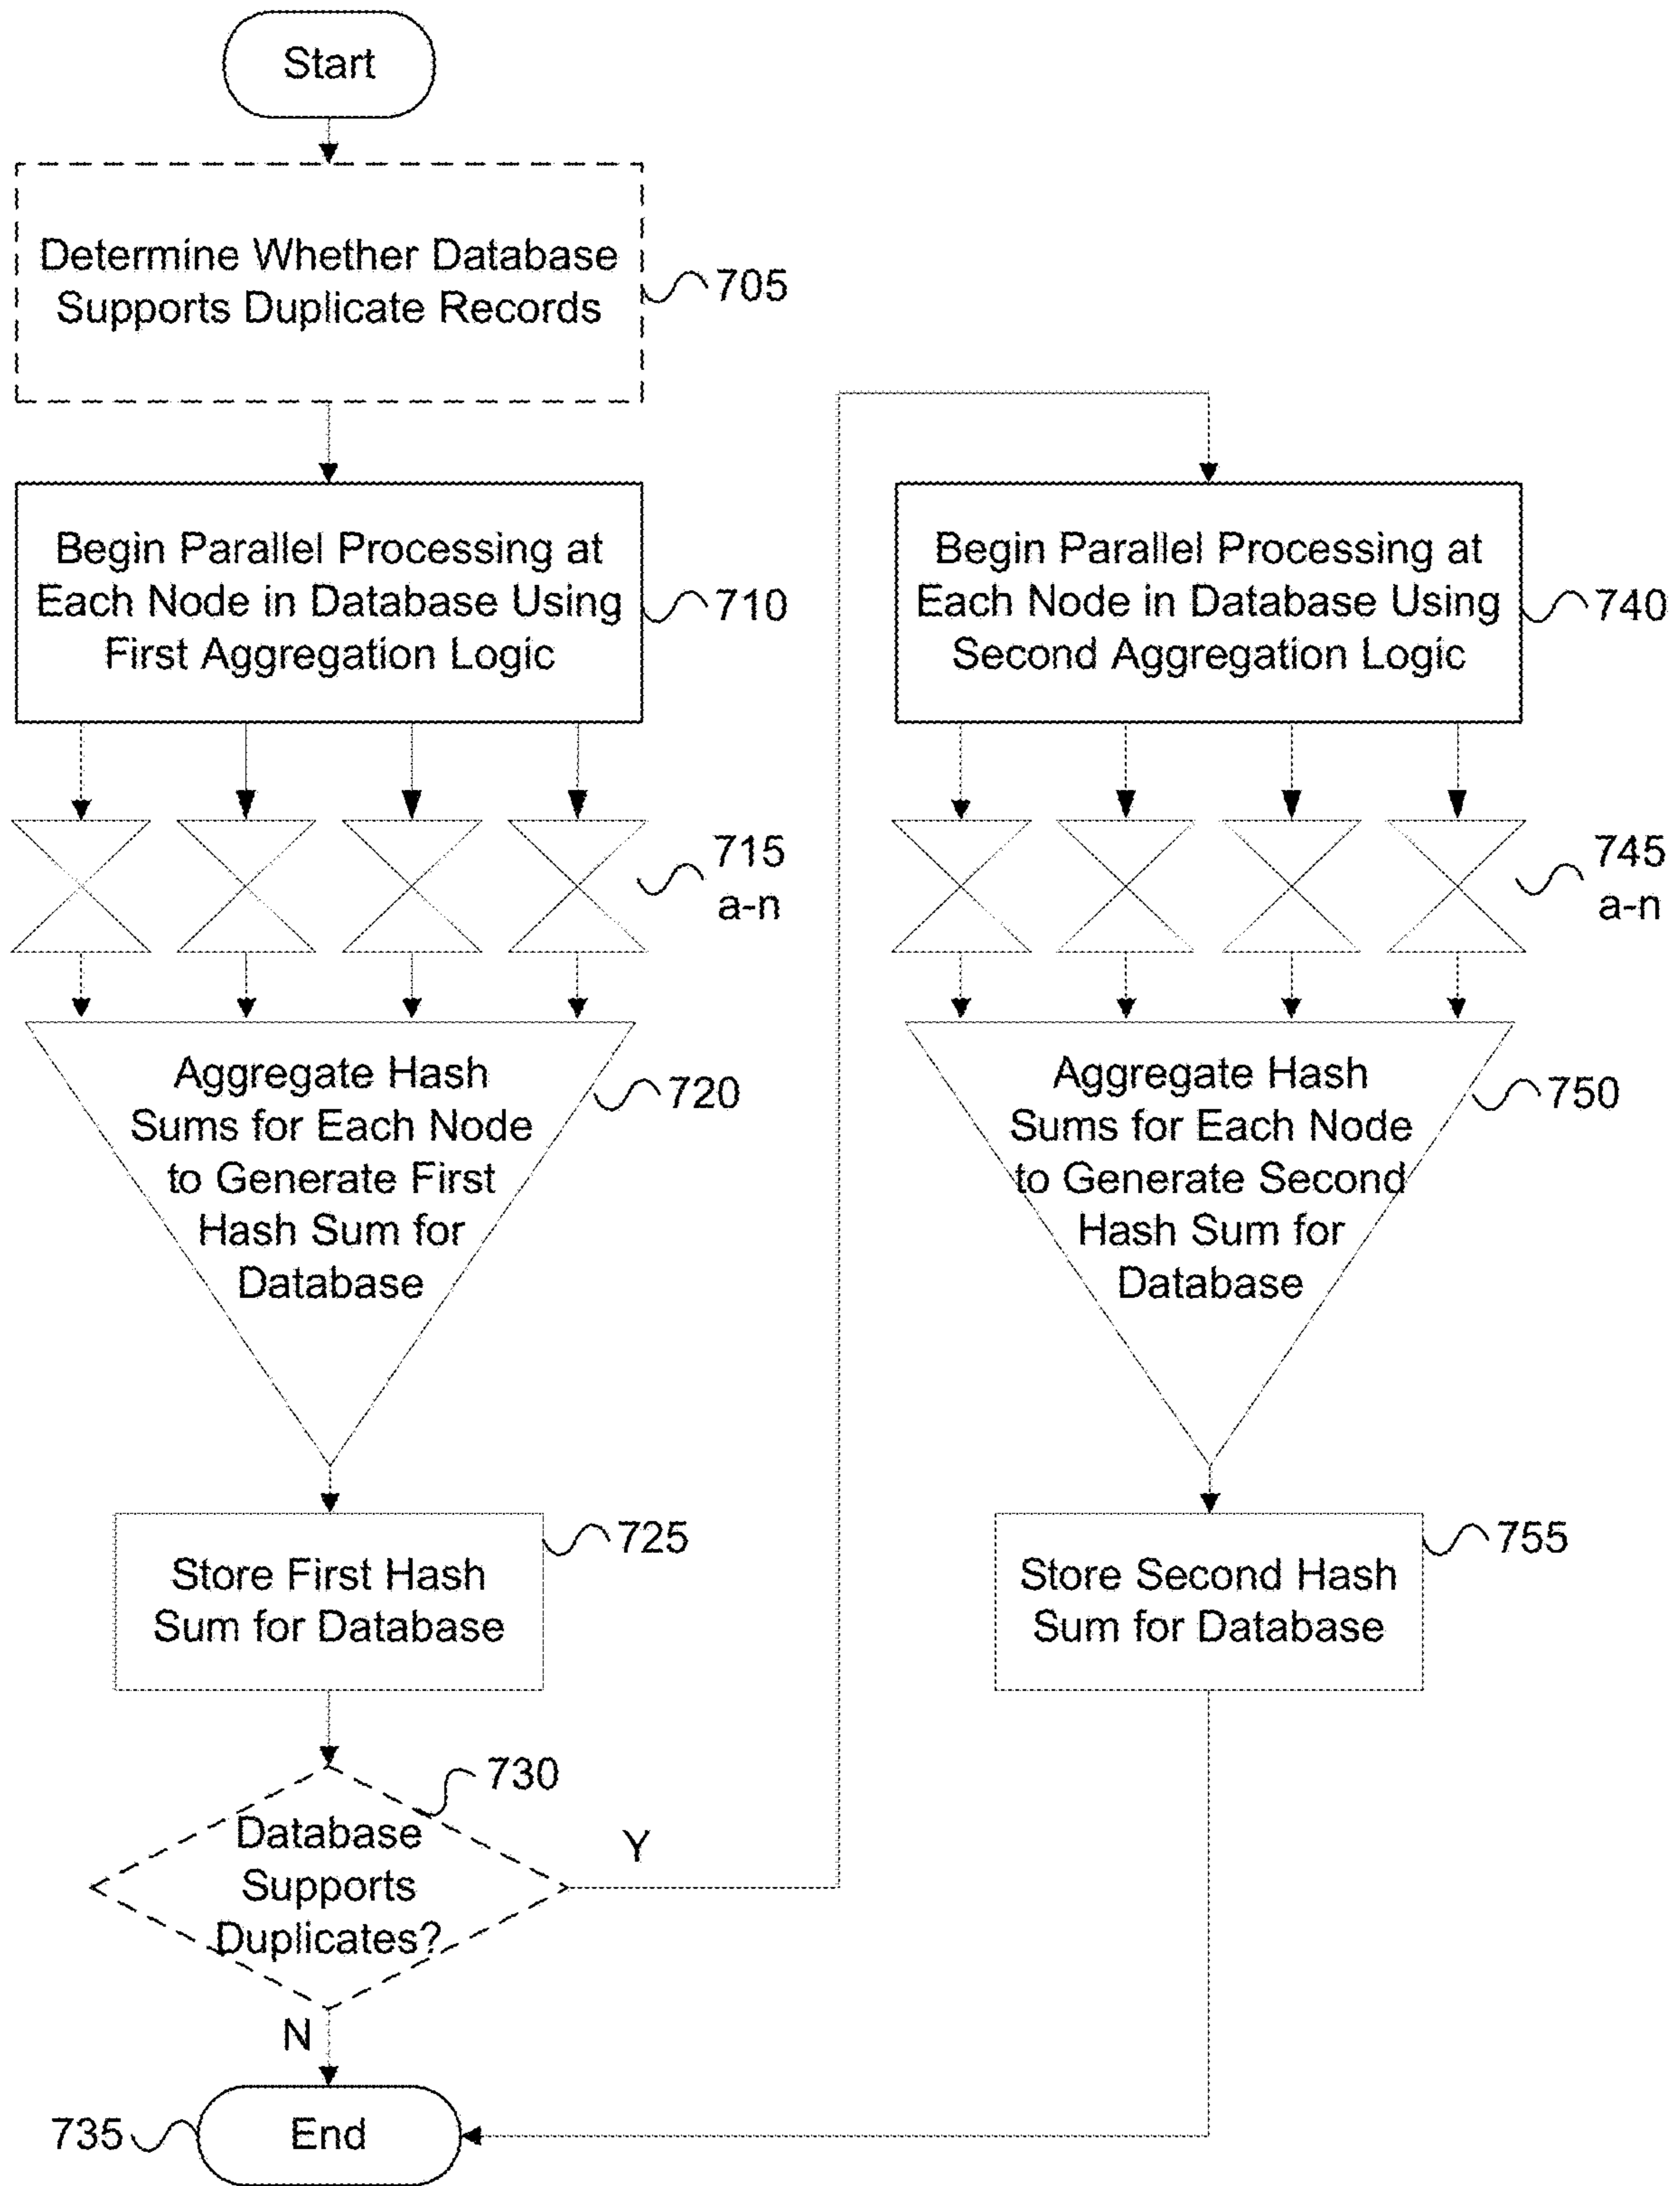 Start
Determine Whether Database
Supports Duplicate Records
705
Begin Parallel Processing at
Each Node in Database Using
First Aggregation Logic
710
715
a-n
Aggregate Hash
Sums for Each Node
to Generate First
Hash Sum for
Database
720
Store First Hash
Sum for Database
725
730
Database
Supports
Duplicates?
Y
N
End
735
Begin Parallel Processing at
Each Node in Database Using
Second Aggregation Logic
740
745
a-n
Aggregate Hash
Sums for Each Node
to Generate Second
Hash Sum for
Database
750
Store Second Hash
Sum for Database
755